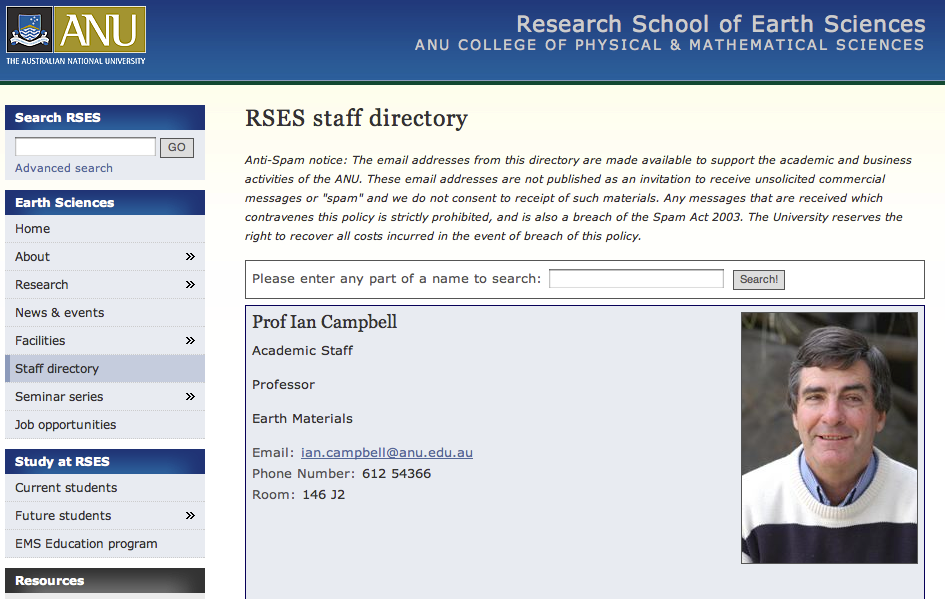 ANU
THE AUSTRALIAN NATIONAL UNIVERSITY
Research School of Earth Sciences
ANU COLLEGE OF PHYSICAL & MATHEMATICAL SCIENCES
Search RSES
GO
Advanced search
Earth Sciences
Home
About »
Research »
News & events
Facilities »
Staff directory
Seminar series »
Job opportunities
Study at RSES
Current students
Future students »
EMS Education program
Resources
RSES staff directory
Anti-Spam notice: The email addresses from this directory are made available to support the academic and business
activities of the ANU. These email addresses are not published as an invitation to receive unsolicited commercial
messages or "spam" and we do not consent to receipt of such materials. Any messages that are received which
contravenes this policy is strictly prohibited, and is also a breach of the Spam Act 2003. The University reserves the
right to recover all costs incurred in the event of breach of this policy.
Please enter any part of a name to search: Search!
Prof Ian Campbell
Academic Staff
Professor
Earth Materials
Email: ian.campbell@anu.edu.au
Phone Number: 612 54366
Room: 146 J2